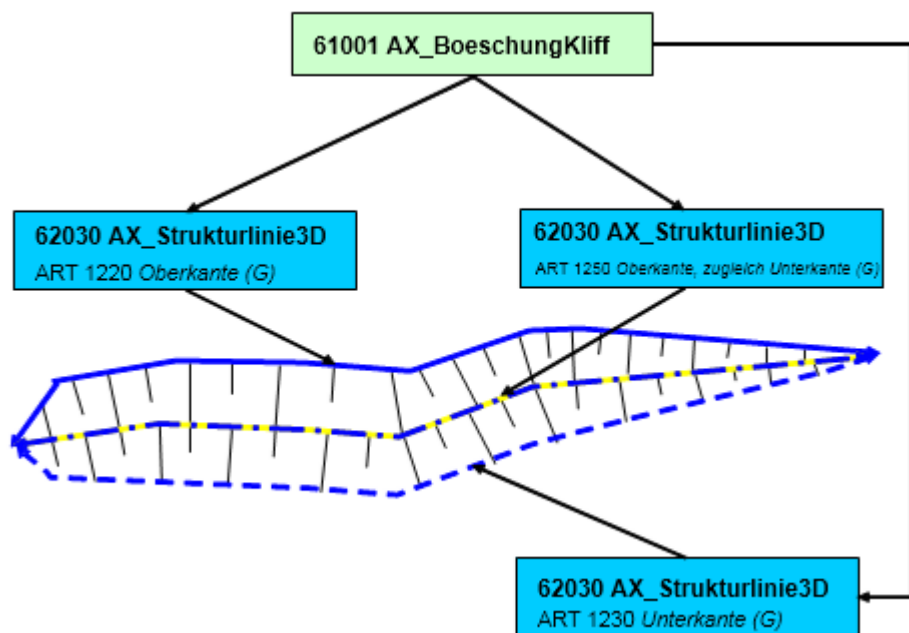 61001 AX_BoeschungKliff
62030 AX_Strukturlinie3D
ART 1220 Oberkante (G)
62030 AX_Strukturlinie3D
ART 1250 Oberkante, zugleich Unterkante (G)
62030 AX_Strukturlinie3D
ART 1230 Unterkante (G)